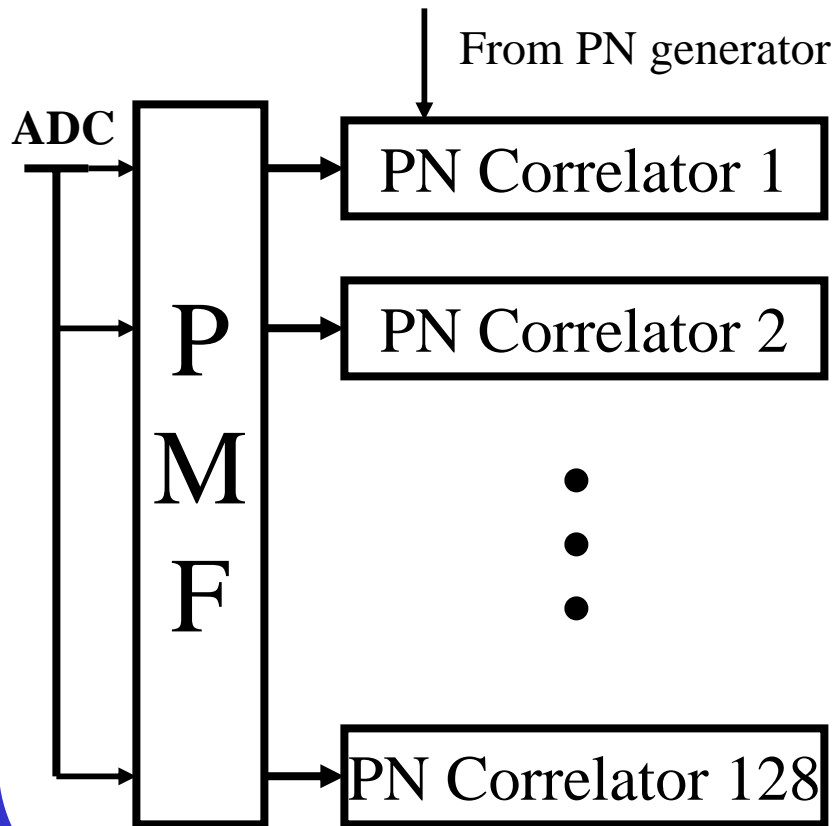 From PN generator
ADC
PN Correlator 1
PN Correlator 2
P
M
F
PN Correlator 128